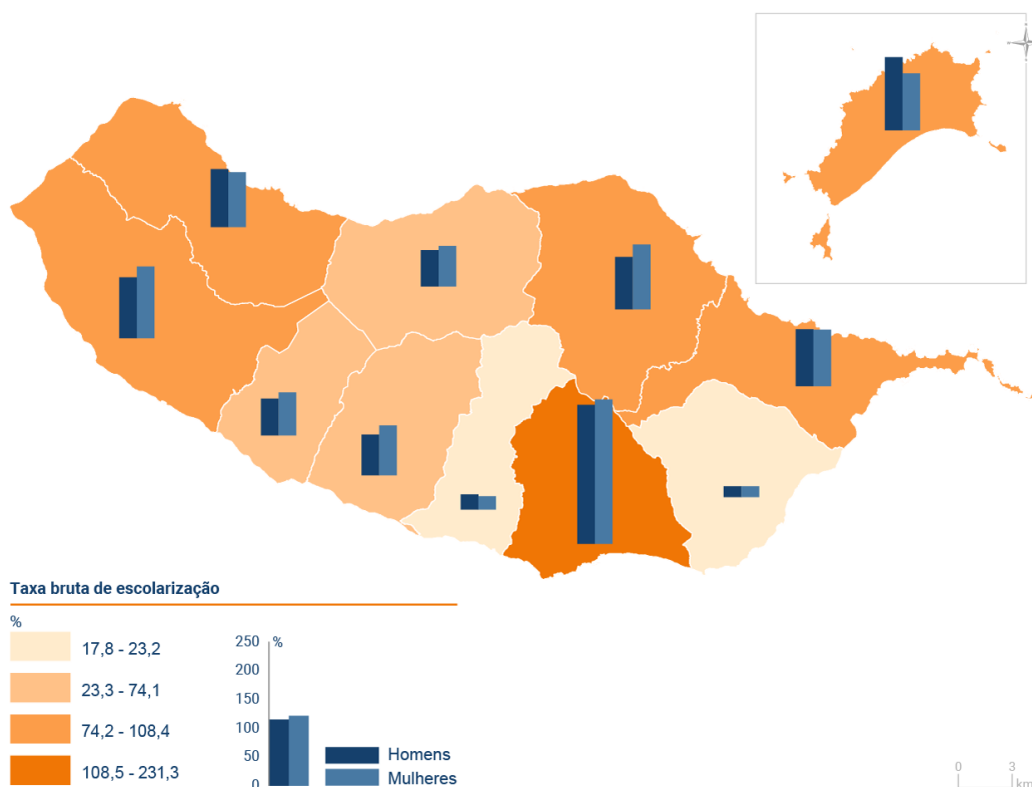 Taxa bruta de escolarização
%
17,8 - 23,2
23,3 - 74,1
74,2 - 108,4
108,5 - 231,3
250 %
200
150
100
50
0
Homens
Mulheres
0 3
km